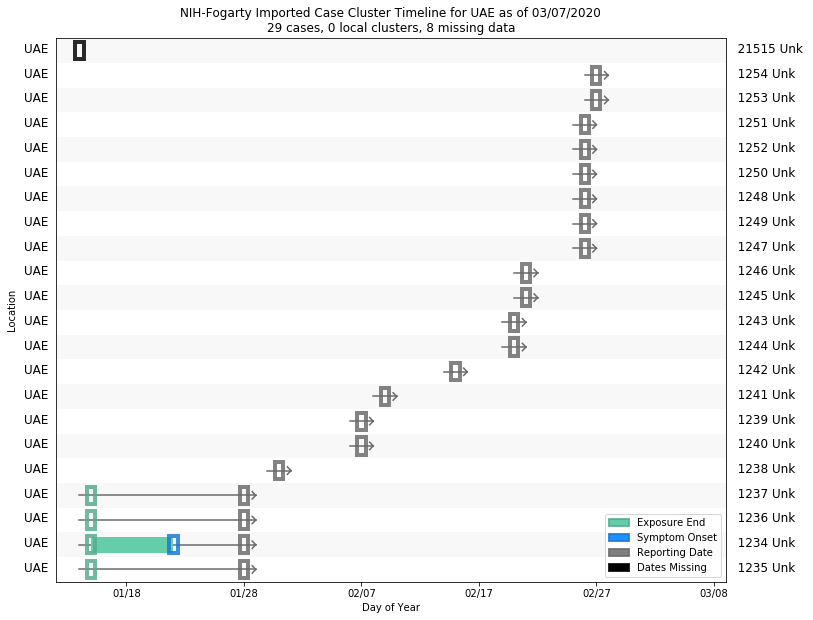 NIH-Fogarty Imported Case Cluster Timeline for UAE as of 03/07/2020
29 cases, 0 local clusters, 8 missing data
UAE 21515 Unk
UAE 1254 Unk
UAE 1253 Unk
UAE 1251 Unk
UAE 1252 Unk
UAE 1250 Unk
UAE 1248 Unk
UAE 1249 Unk
UAE 1247 Unk
UAE 1246 Unk
UAE 1245 Unk
UAE 1243 Unk
UAE 1244 Unk
UAE 1242 Unk
UAE 1241 Unk
UAE 1239 Unk
UAE 1240 Unk
UAE 1238 Unk
UAE 1237 Unk
UAE 1236 Unk
UAE 1234 Unk
UAE 1235 Unk
Location
Exposure End
Symptom Onset
Reporting Date
Dates Missing
01/18 01/28 02/07 02/17 02/27 03/08
Day of Year